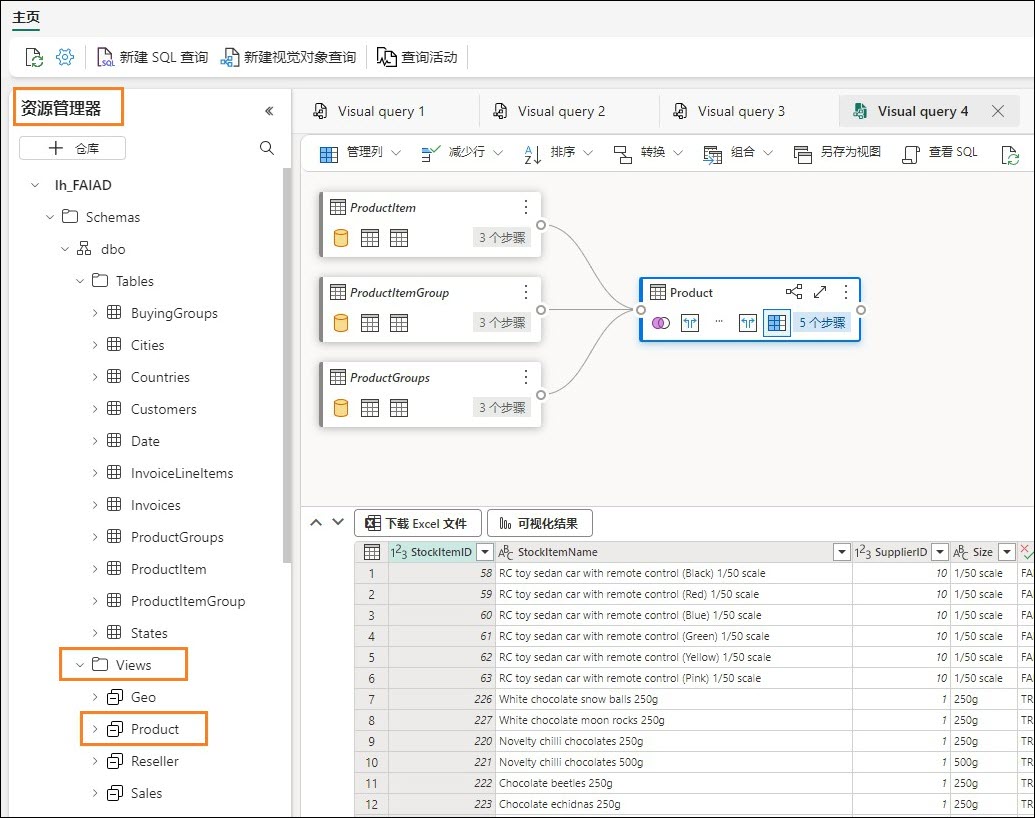 主页
新建 SQL 查询 新建视觉对象查询 查询活动
资源管理器
仓库
lh_FAIAD
Schemas
dbo
Tables
BuyingGroups
Cities
Countries
Customers
Date
InvoiceLineItems
Invoices
ProductGroups
ProductItem
ProductItemGroup
States
Views
Geo
Product
Reseller
Sales
Visual query 1 Visual query 2 Visual query 3 Visual query 4
管理列 减少行 排序 转换 组合 另存为视图 查看 SQL
ProductItem
3 个步骤
ProductItemGroup
3 个步骤
ProductGroups
3 个步骤
Product
5 个步骤
下载 Excel 文件 可视化结果
StockItemID StockItemName SupplierID Size
1 58 RC toy sedan car with remote control (Black) 1/50 scale 10 1/50 scale FA
2 59 RC toy sedan car with remote control (Red) 1/50 scale 10 1/50 scale FA
3 60 RC toy sedan car with remote control (Blue) 1/50 scale 10 1/50 scale FA
4 61 RC toy sedan car with remote control (Green) 1/50 scale 10 1/50 scale FA
5 62 RC toy sedan car with remote control (Yellow) 1/50 scale 10 1/50 scale FA
6 63 RC toy sedan car with remote control (Pink) 1/50 scale 10 1/50 scale FA
7 226 White chocolate snow balls 250g 1 250g TR
8 227 White chocolate moon rocks 250g 1 250g TR
9 220 Novelty chilli chocolates 250g 1 250g TR
10 221 Novelty chilli chocolates 500g 1 500g TR
11 222 Chocolate beetles 250g 1 250g TR
12 223 Chocolate echidnas 250g 1 250g TR